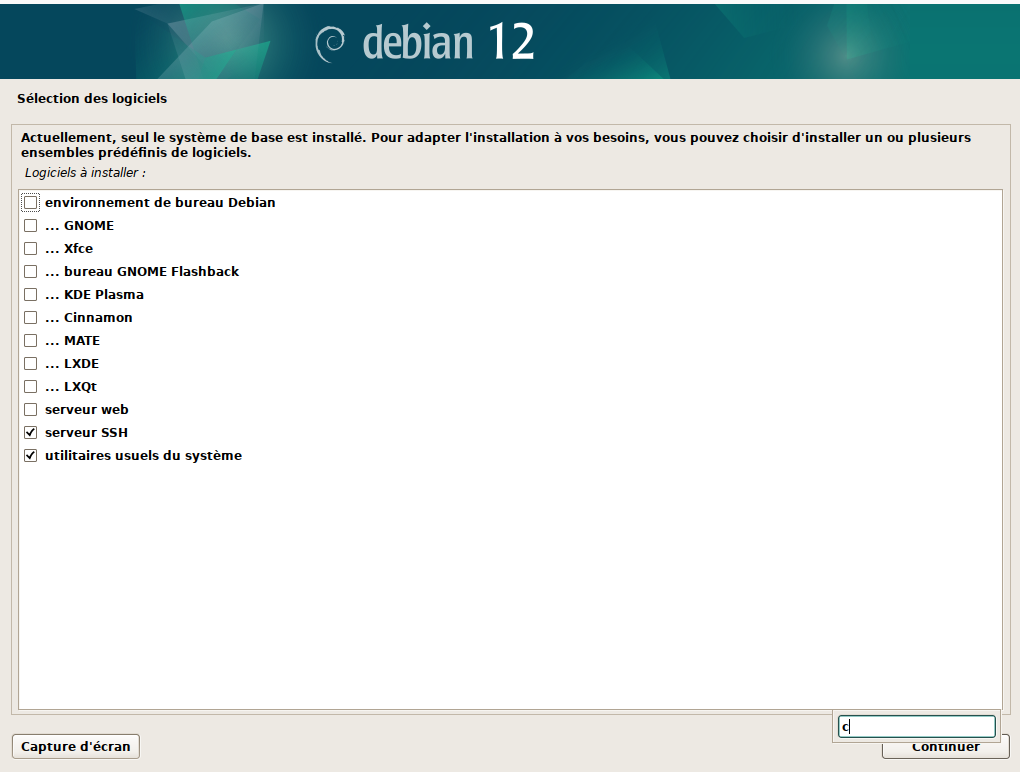 debian 12
Sélection des logiciels
Actuellement, seul le système de base est installé. Pour adapter l'installation à vos besoins, vous pouvez choisir d'installer un ou plusieurs
ensembles prédéfinis de logiciels.
Logiciels à installer :
environnement de bureau Debian
... GNOME
... Xfce
... bureau GNOME Flashback
... KDE Plasma
... Cinnamon
... MATE
... LXDE
... LXQt
serveur web
serveur SSH
utilitaires usuels du système
c
Capture d'écran
Continuer